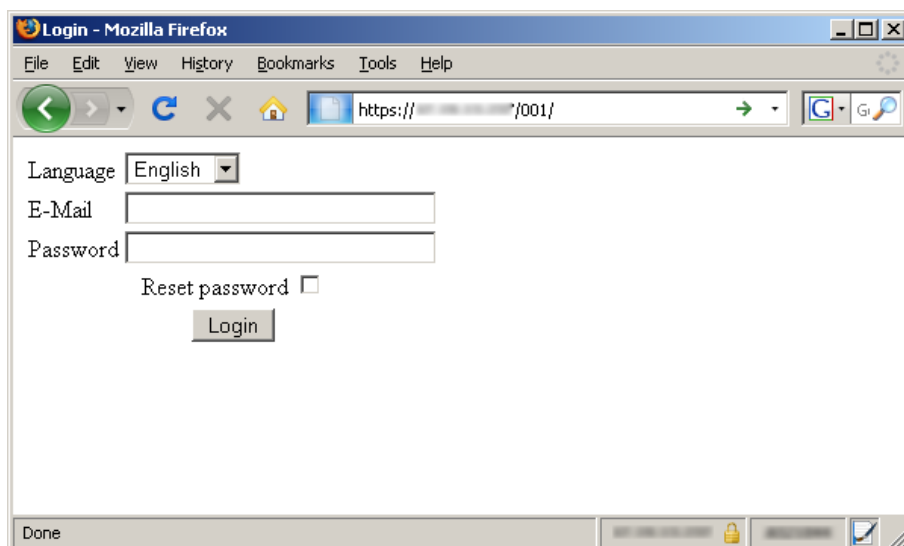 Login - Mozilla Firefox
File Edit View History Bookmarks Tools Help
https:// /001/
G
Language English
E-Mail
Password
Reset password
Login
Done